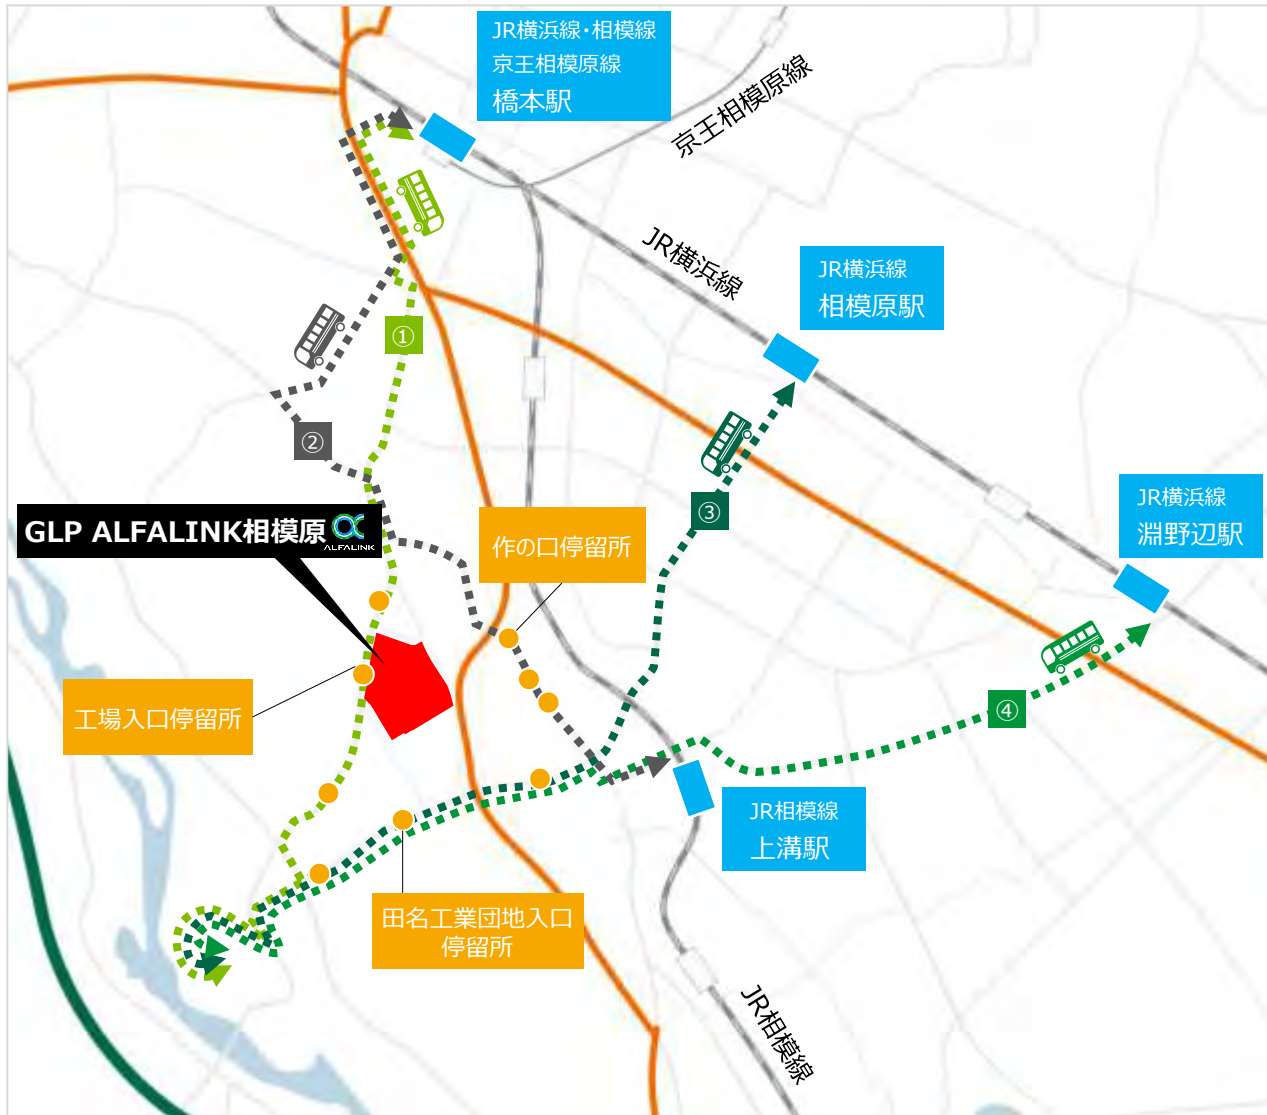 JR横浜線・相模線
京王相模原線
橋本駅
京王相模原線
JR横浜線
JR横浜線
相模原駅
①
②
③
JR横浜線
淵野辺駅
GLP ALFALINK相模原
ALFALINK
作の口停留所
工場入口停留所
④
JR相模線
上溝駅
田名工業団地入口
停留所
JR相模線